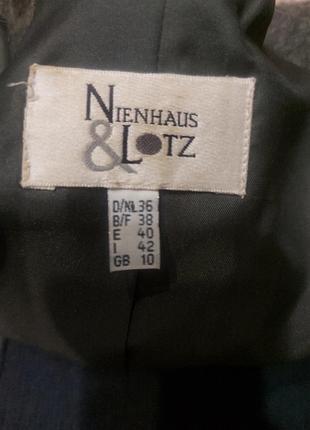 NIENHAUS
& LOTZ
D/NL 36
B/F 38
E 40
I 42
GB 10